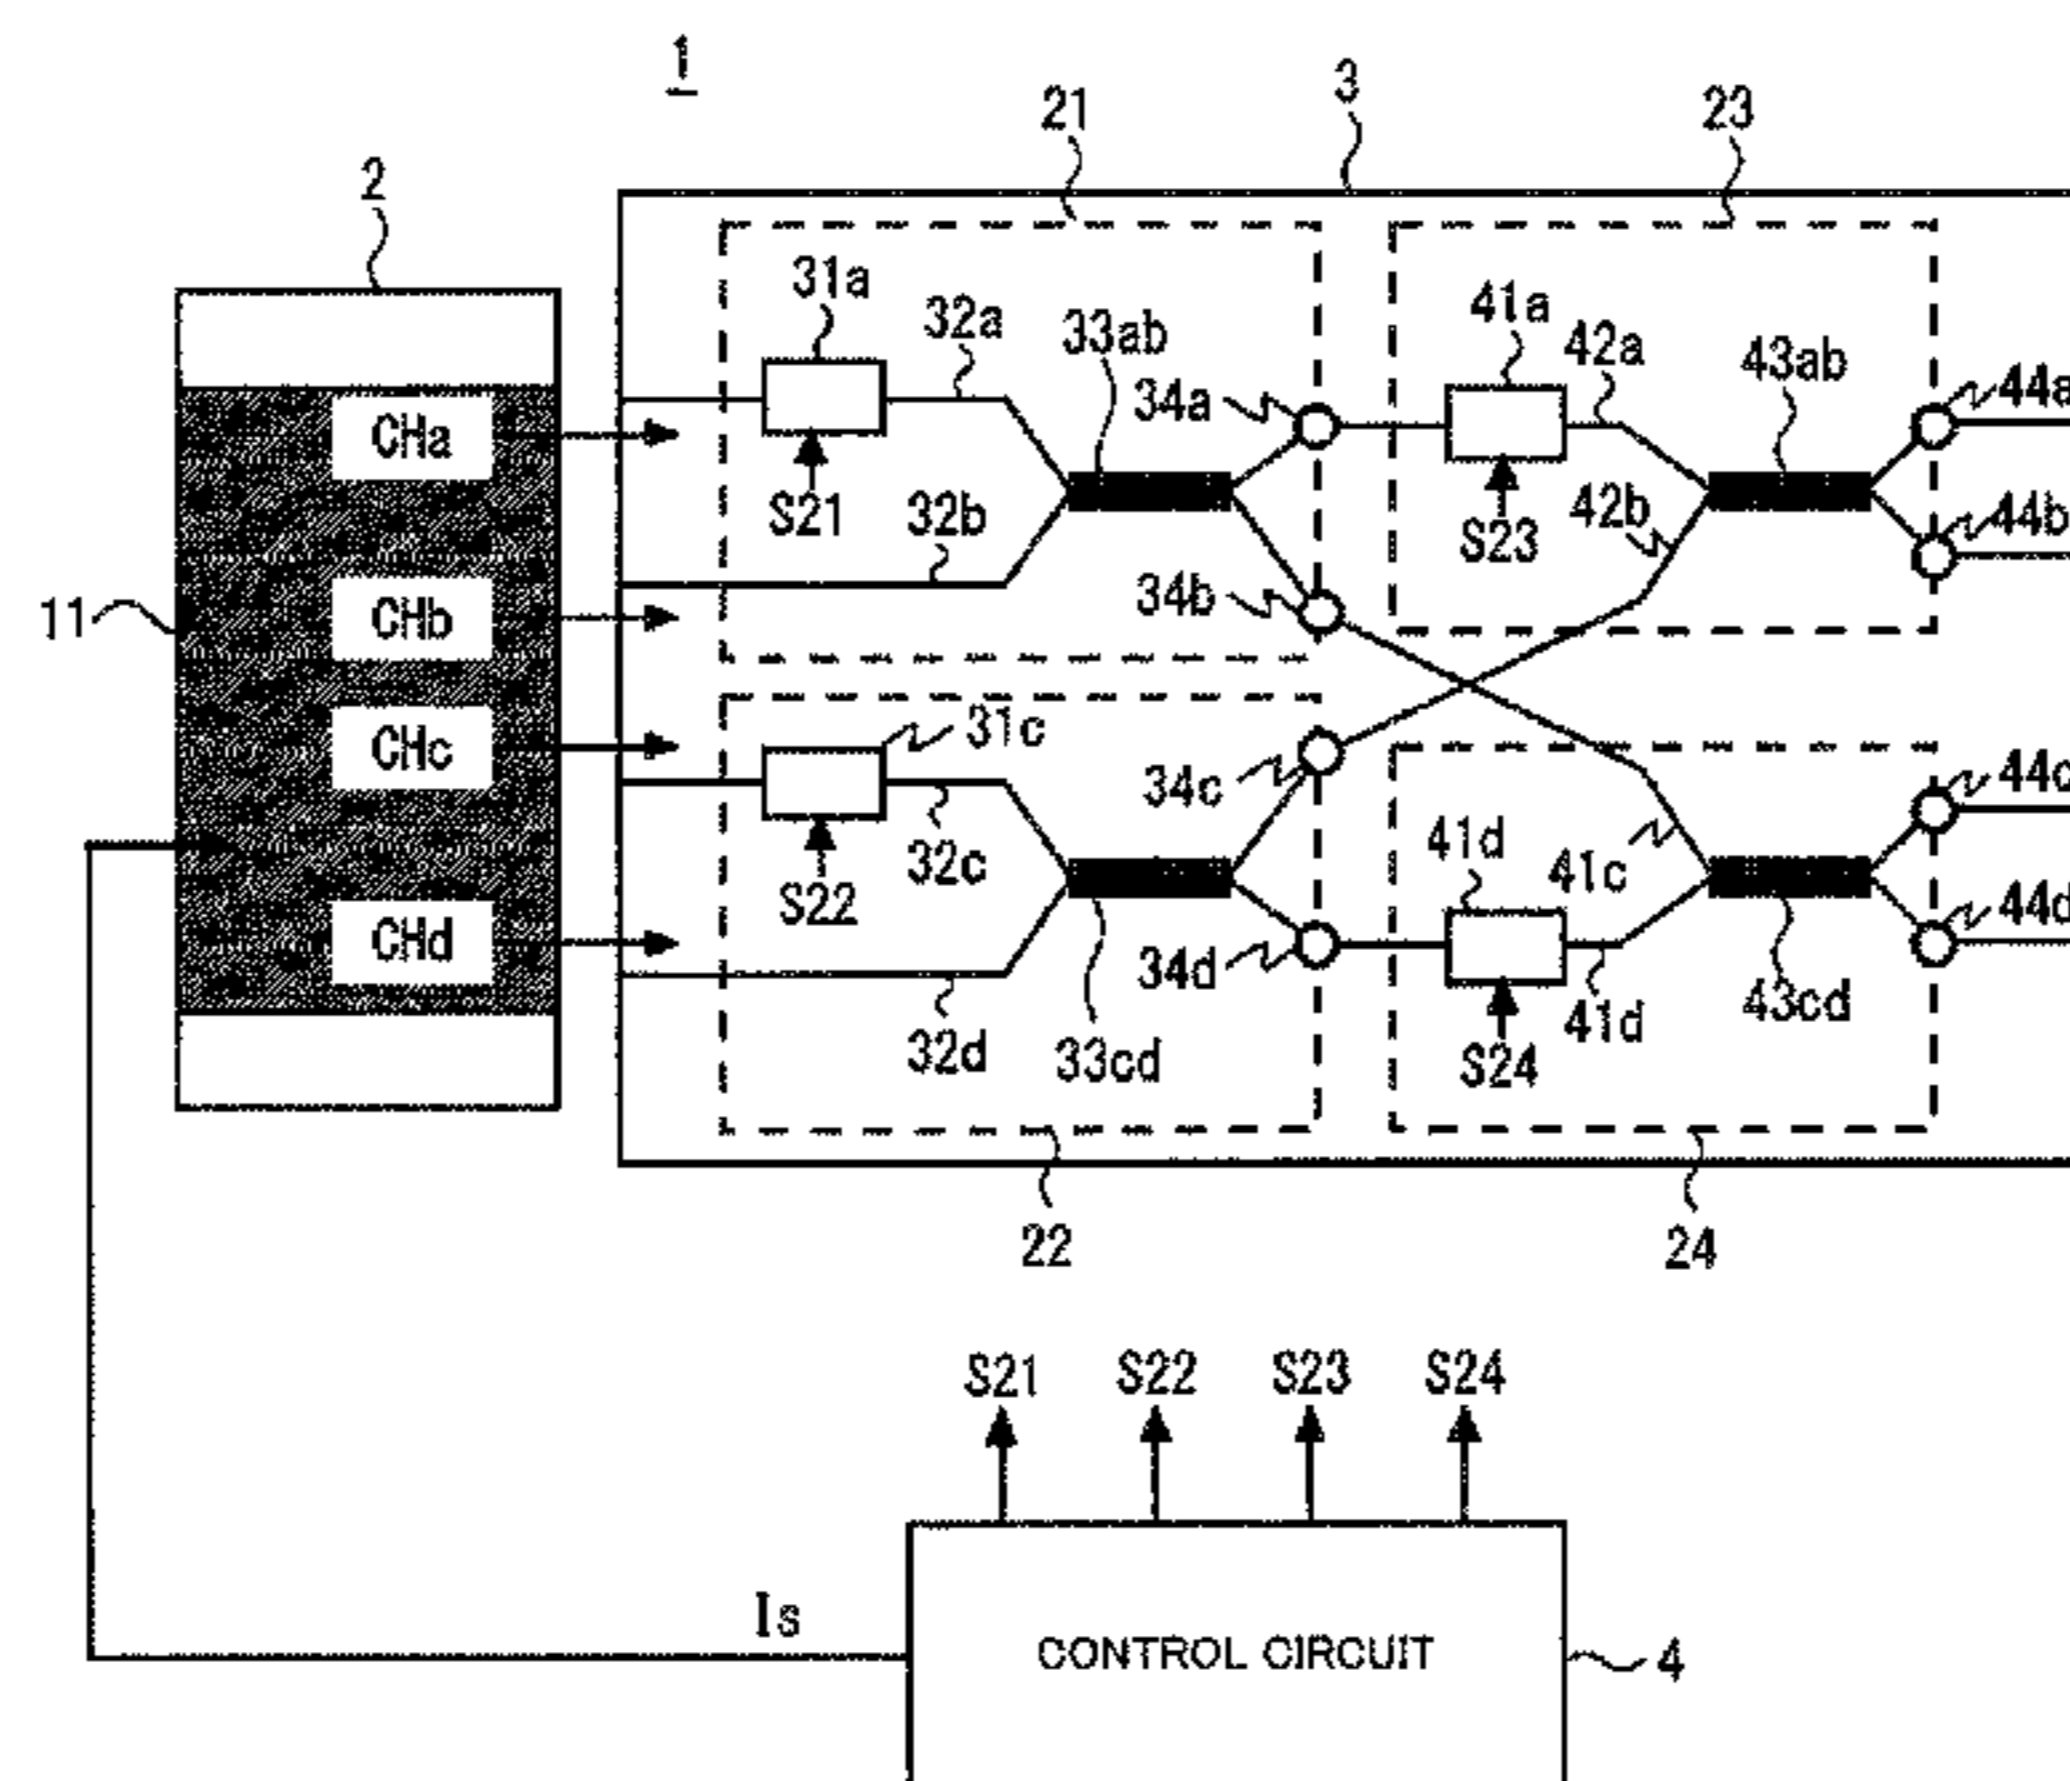 1
3
21
23
2
31a
32a
33ab
34a
41a
42a
43ab
44a
CHa
S21
32b
42b
S23
44b
11
CHb
34b
CHc
31c
34c
44c
41d
41c
S22
32c
CHd
34d
44d
32d
33cd
S24
41d
43cd
22
24
S21 S22 S23 S24
Is
CONTROL CIRCUIT
4